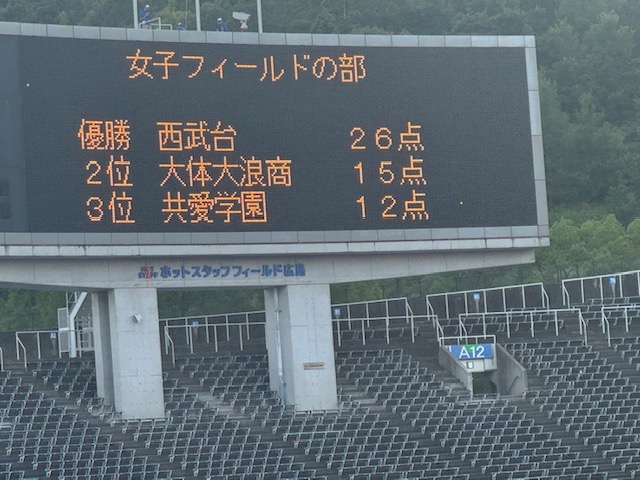 女子フィールドの部
優勝 西武台 26点
2位 大体大浪商 15点
3位 共愛学園 12点
ホットスタッフフィールド広島
A12